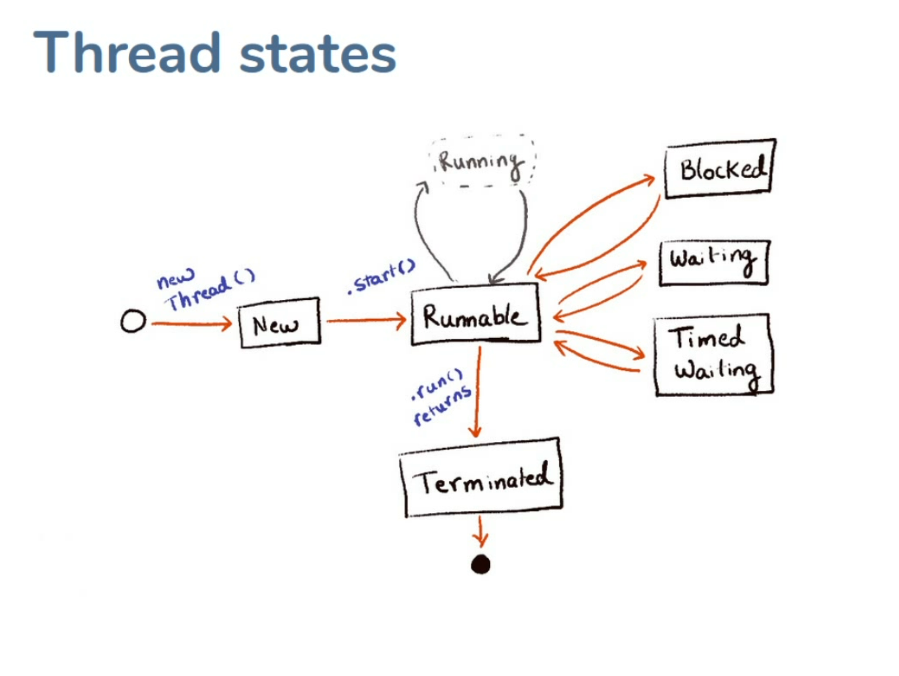 Thread states
.Running
Blocked
Waiting
Timed
Waiting
new
Thread()
.start()
New
Runnable
.run()
returns
Terminated